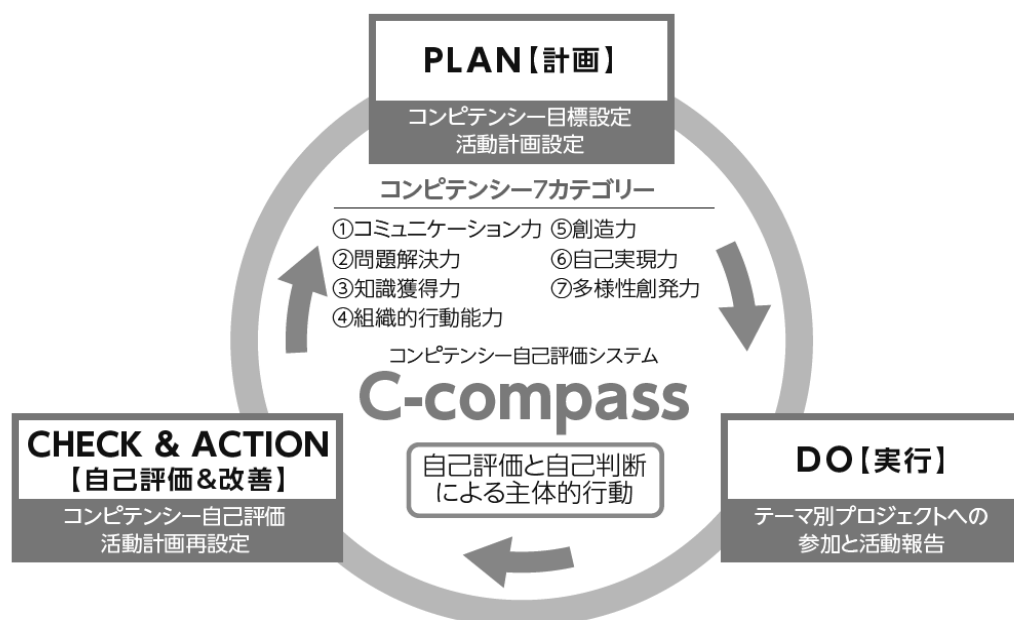 PLAN【計画】
コンピテンシー目標設定
活動計画設定
コンピテンシー7カテゴリー
①コミュニケーション力 ⑤創造力
②問題解決力 ⑥自己実現力
③知識獲得力 ⑦多様性創発力
④組織的行動能力
コンピテンシー自己評価システム
C-compass
自己評価と自己判断
による主体的行動
CHECK & ACTION
【自己評価&改善】
コンピテンシー自己評価
活動計画再設定
DO【実行】
テーマ別プロジェクトへの
参加と活動報告